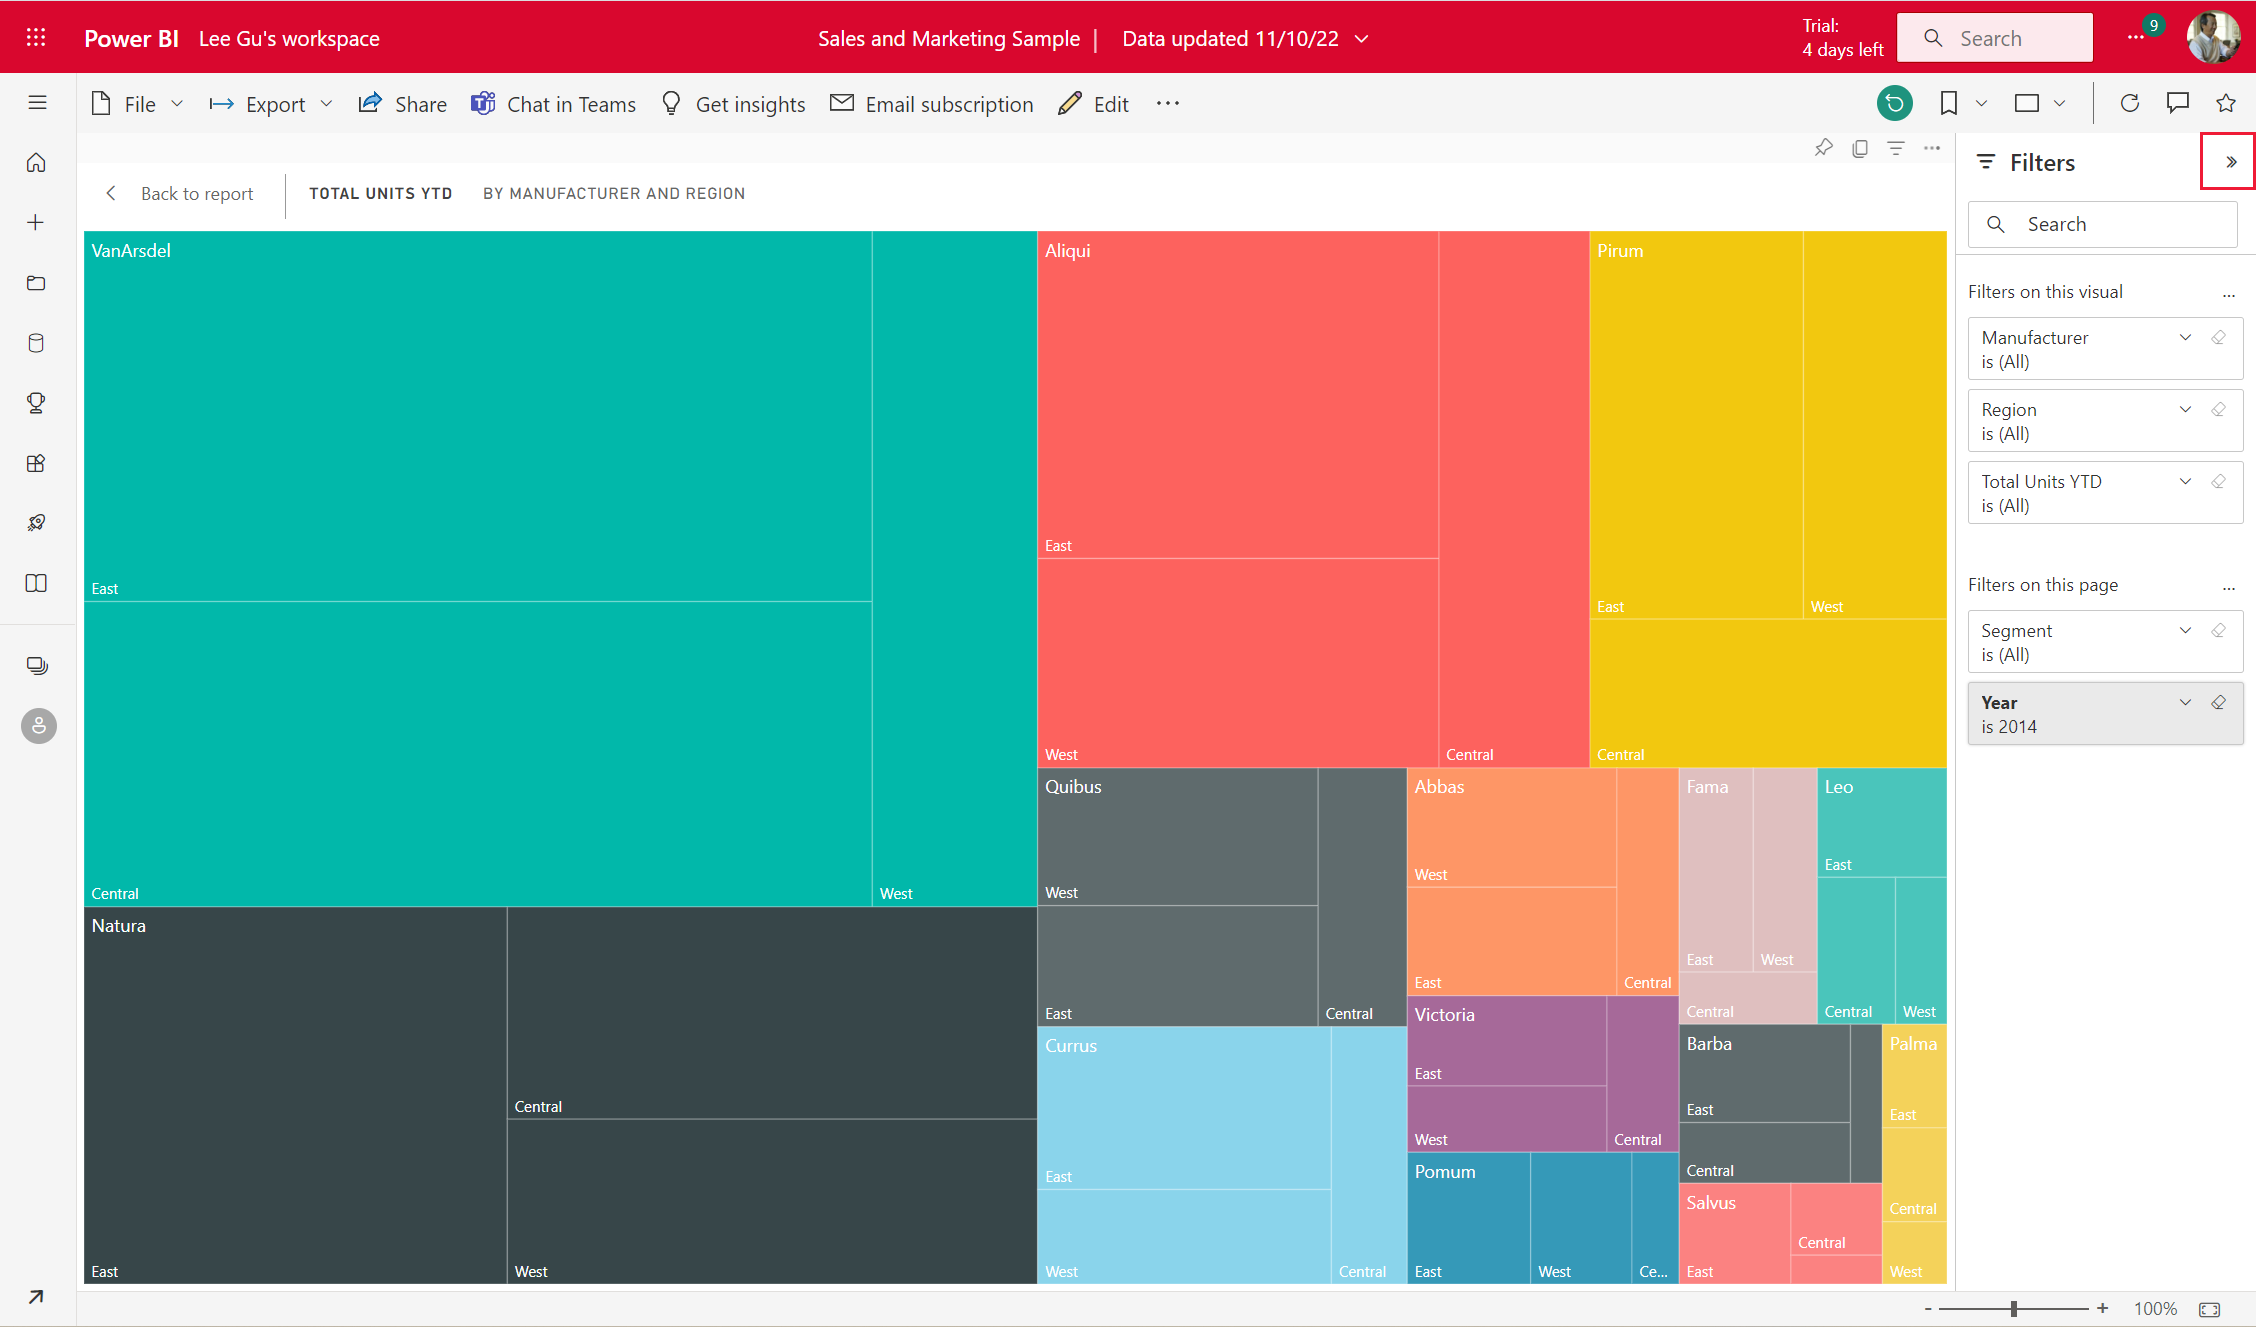 Power BI Lee Gu's workspace
Sales and Marketing Sample | Data updated 11/10/22
Trial:
4 days left
Search
9
File
Export
Share
Chat in Teams
Get insights
Email subscription
Edit
Back to report
TOTAL UNITS YTD
BY MANUFACTURER AND REGION
VanArsdel
East
Central
West
Natura
East
Central
West
Aliqui
East
West
Central
Pirum
East
West
Central
Quibus
West
East
Central
Currus
East
West
Central
Abbas
West
East
Central
Victoria
East
West
Central
Pomum
East
West
Ce...
Fama
East
West
Central
Leo
East
Central
West
Barba
East
Central
Palma
East
Central
West
Salvus
East
Central
Filters
Search
Filters on this visual
Manufacturer
is (All)
Region
is (All)
Total Units YTD
is (All)
Filters on this page
Segment
is (All)
Year
is 2014
- + 100%